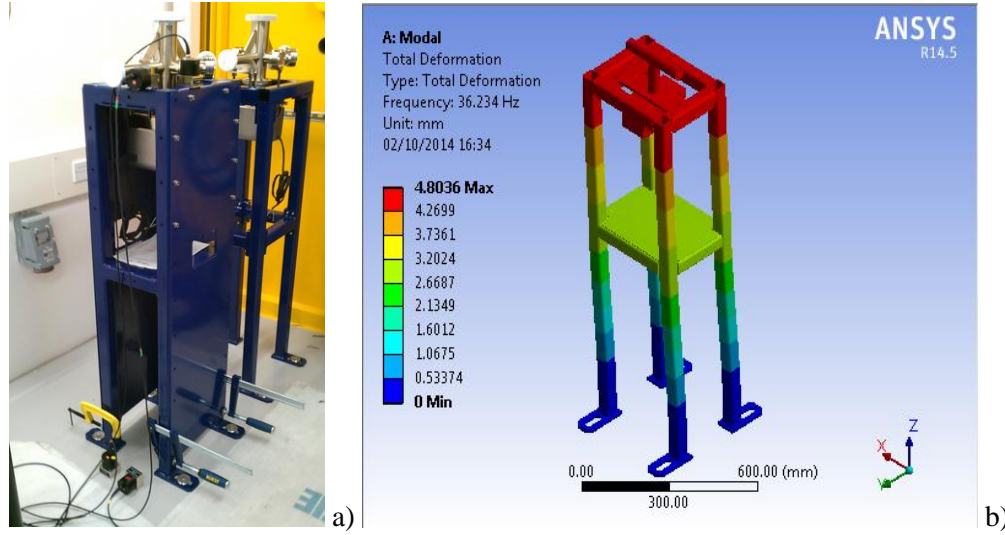 a)
A: Modal
Total Deformation
Type: Total Deformation
Frequency: 36.234 Hz
Unit: mm
02/10/2014 16:34
4.8036 Max
4.2699
3.7361
3.2024
2.6687
2.1349
1.6012
1.0675
0.53374
0 Min
ANSYS
R14.5
0.00
600.00 (mm)
300.00
X
Y
Z
b)